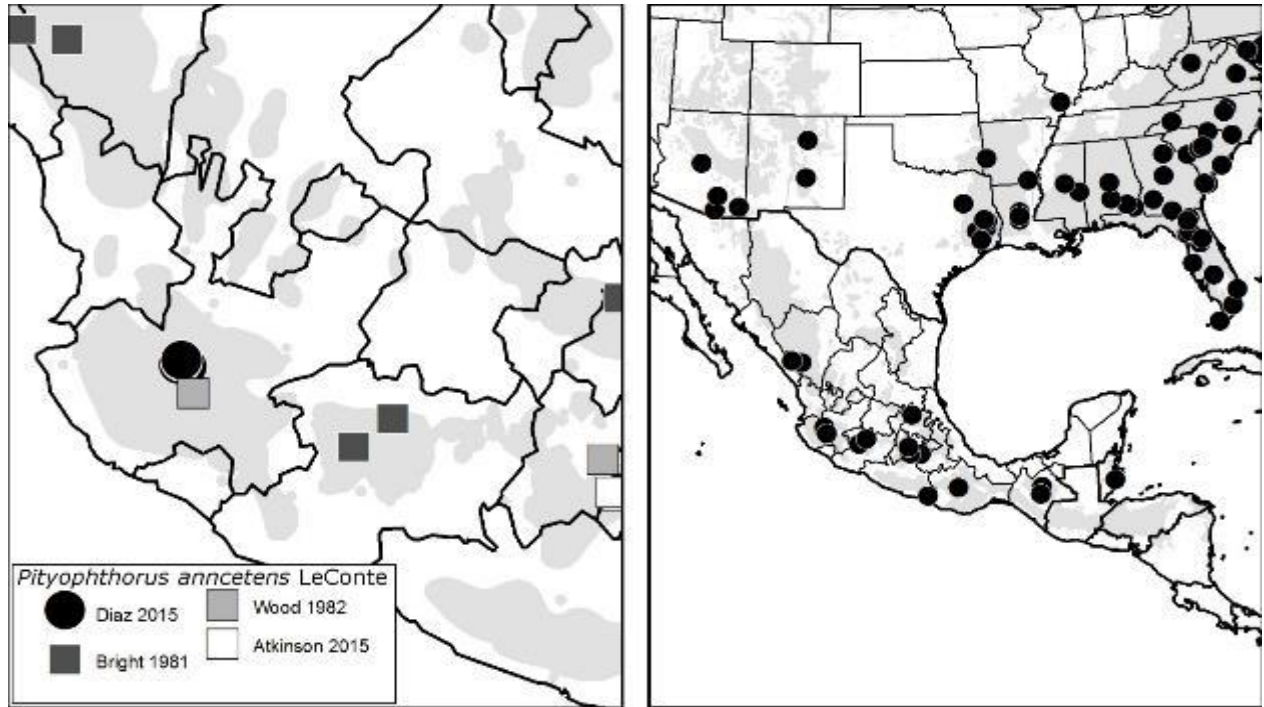 Pityophthorus anncetens LeConte
Diaz 2015
Wood 1982
Bright 1981
Atkinson 2015